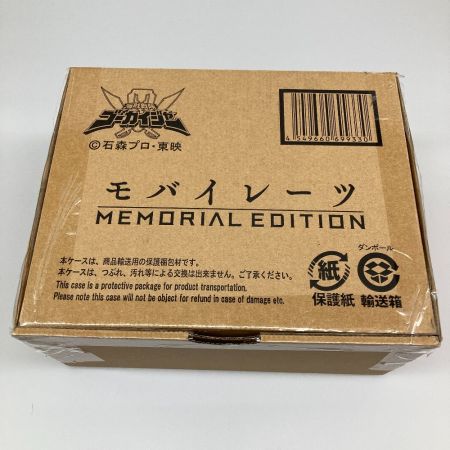 海賊戦隊
ゴーカイジャー
©石森プロ・東映
4549660699330
モバイレーツ
MEMORIAL EDITION
本ケースは、商品輸送用の保護梱包材です。
本ケースは、つぶれ、汚れ等による交換は出来ません。ご了承ください。
This case is a protective package for product transportation.
Please note this case will not be object for refund in case of damage etc.
紙
保護紙
ダンボール
輸送箱